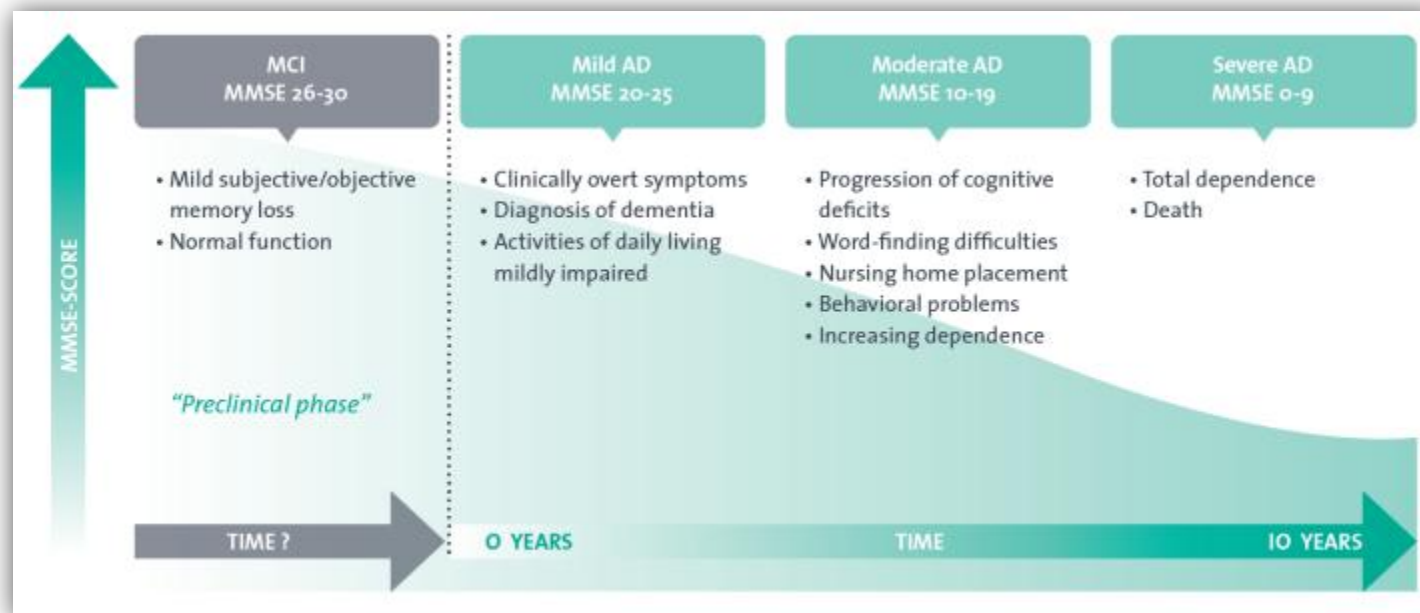 MCI
MMSE 26-30
Mild AD
MMSE 20-25
Moderate AD
MMSE 10-19
Severe AD
MMSE 0-9
• Mild subjective/objective
memory loss
• Normal function
• Clinically overt symptoms
• Diagnosis of dementia
• Activities of daily living
mildly impaired
• Progression of cognitive
deficits
• Word-finding difficulties
• Nursing home placement
• Behavioral problems
• Increasing dependence
• Total dependence
• Death
MMSE-SCORE
"Preclinical phase"
TIME ?
0 YEARS
TIME
10 YEARS